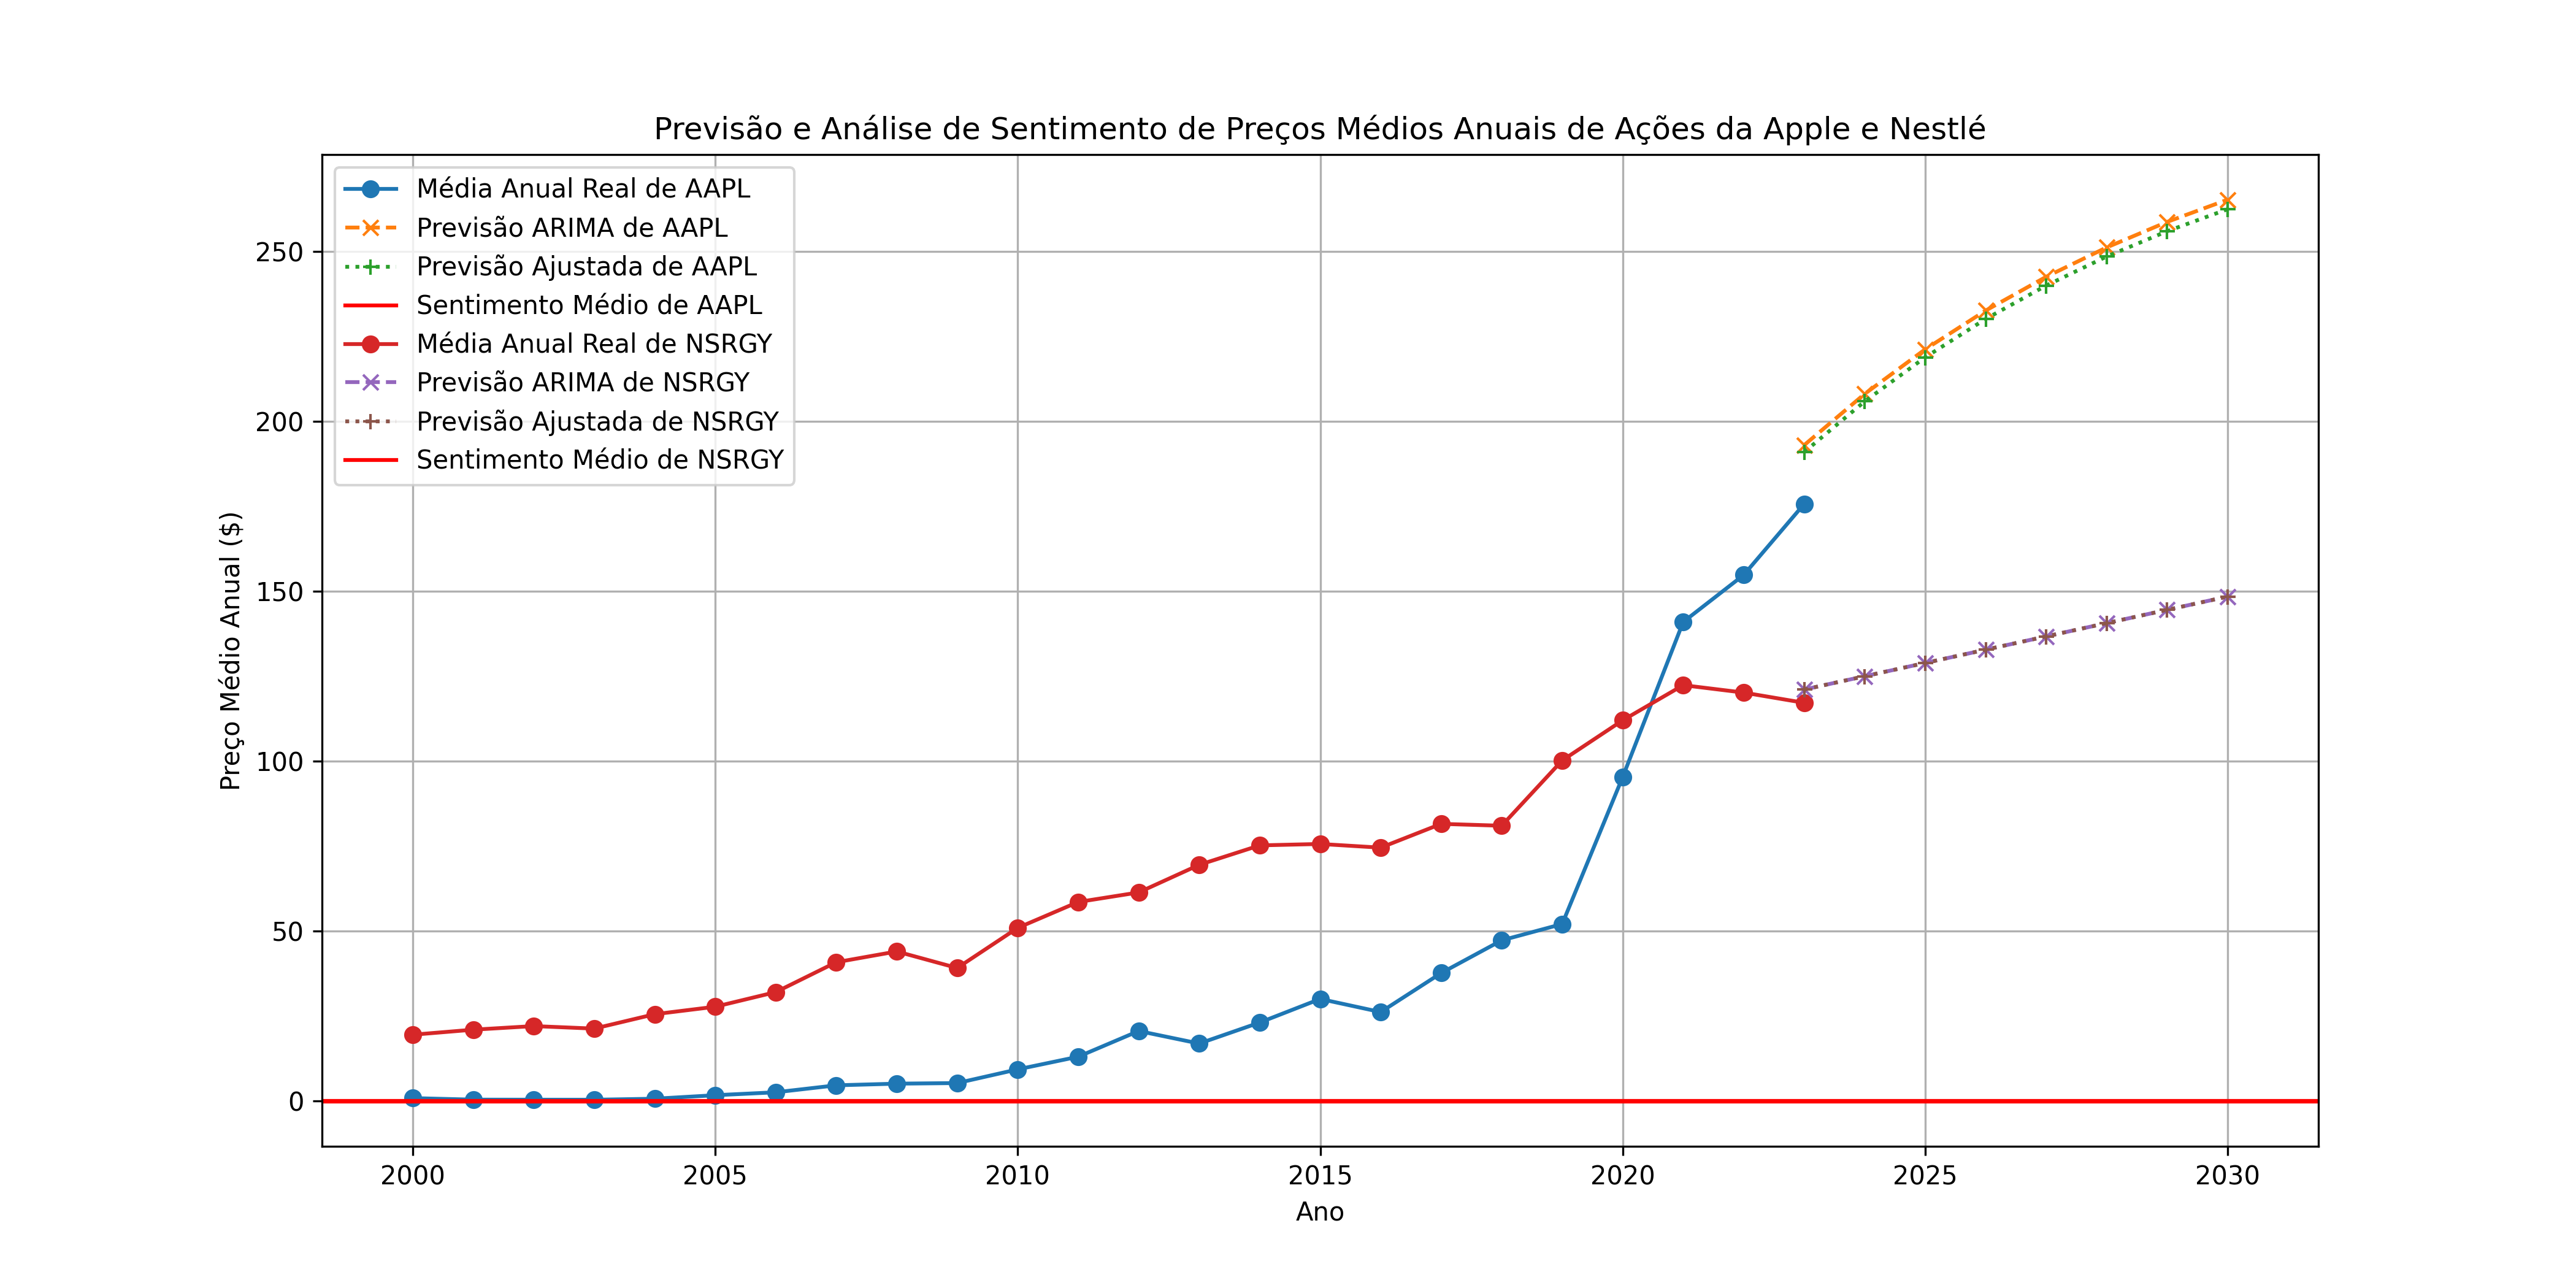 Previsão e Análise de Sentimento de Preços Médios Anuais de Ações da Apple e Nestlé
Média Anual Real de AAPL
Previsão ARIMA de AAPL
Previsão Ajustada de AAPL
Sentimento Médio de AAPL
Média Anual Real de NSRGY
Previsão ARIMA de NSRGY
Previsão Ajustada de NSRGY
Sentimento Médio de NSRGY
Preço Médio Anual ($)
250
200
150
100
50
0
2000 2005 2010 2015 2020 2025 2030
Ano